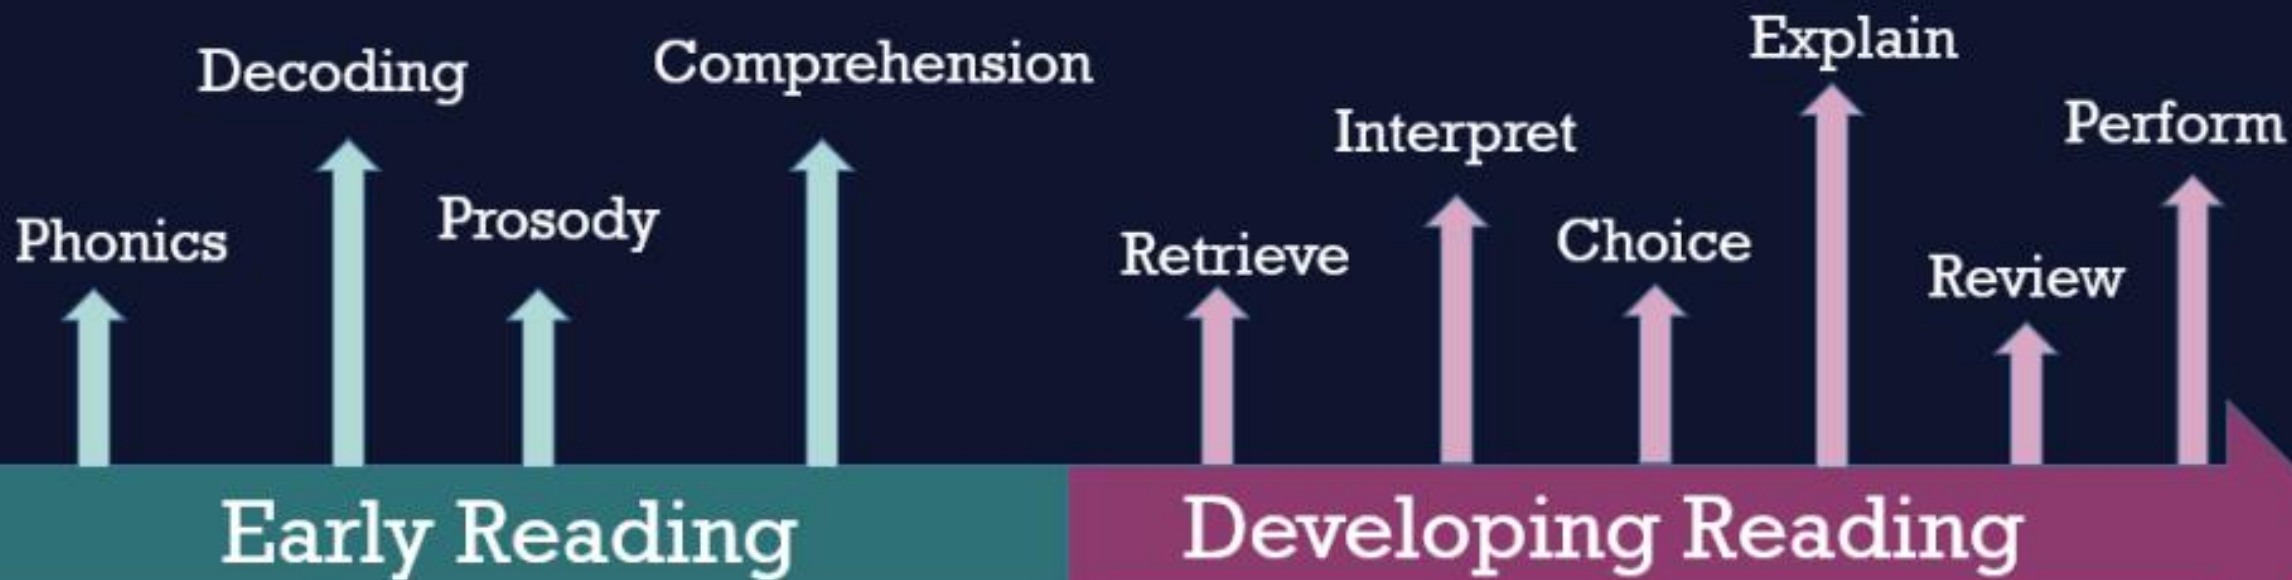 Phonics
Decoding
Prosody
Comprehension
Retrieve
Interpret
Choice
Explain
Review
Perform
Early Reading
Developing Reading